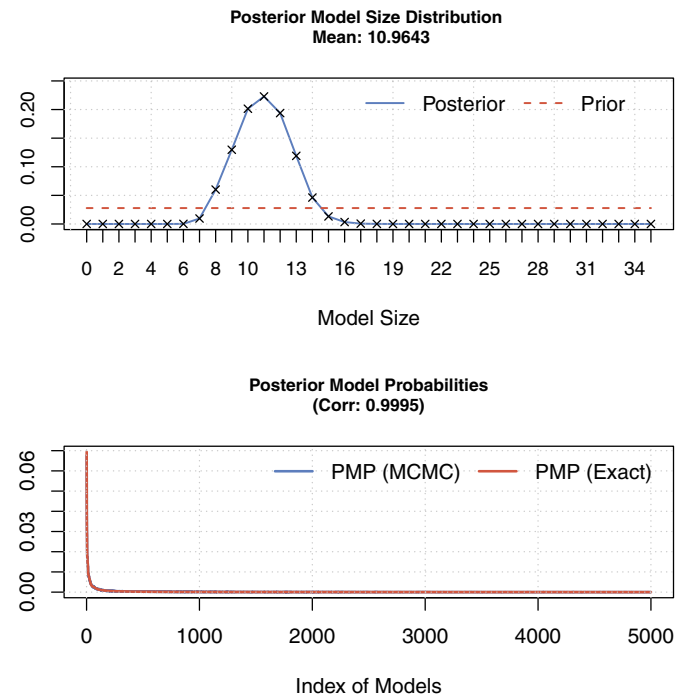 Posterior Model Size Distribution
Mean: 10.9643
Posterior Prior
0.20
0.10
0.00
0 2 4 6 8 10 13 16 19 22 25 28 31 34
Model Size
Posterior Model Probabilities
(Corr: 0.9995)
PMP (MCMC) PMP (Exact)
0.06
0.03
0.00
0 1000 2000 3000 4000 5000
Index of Models